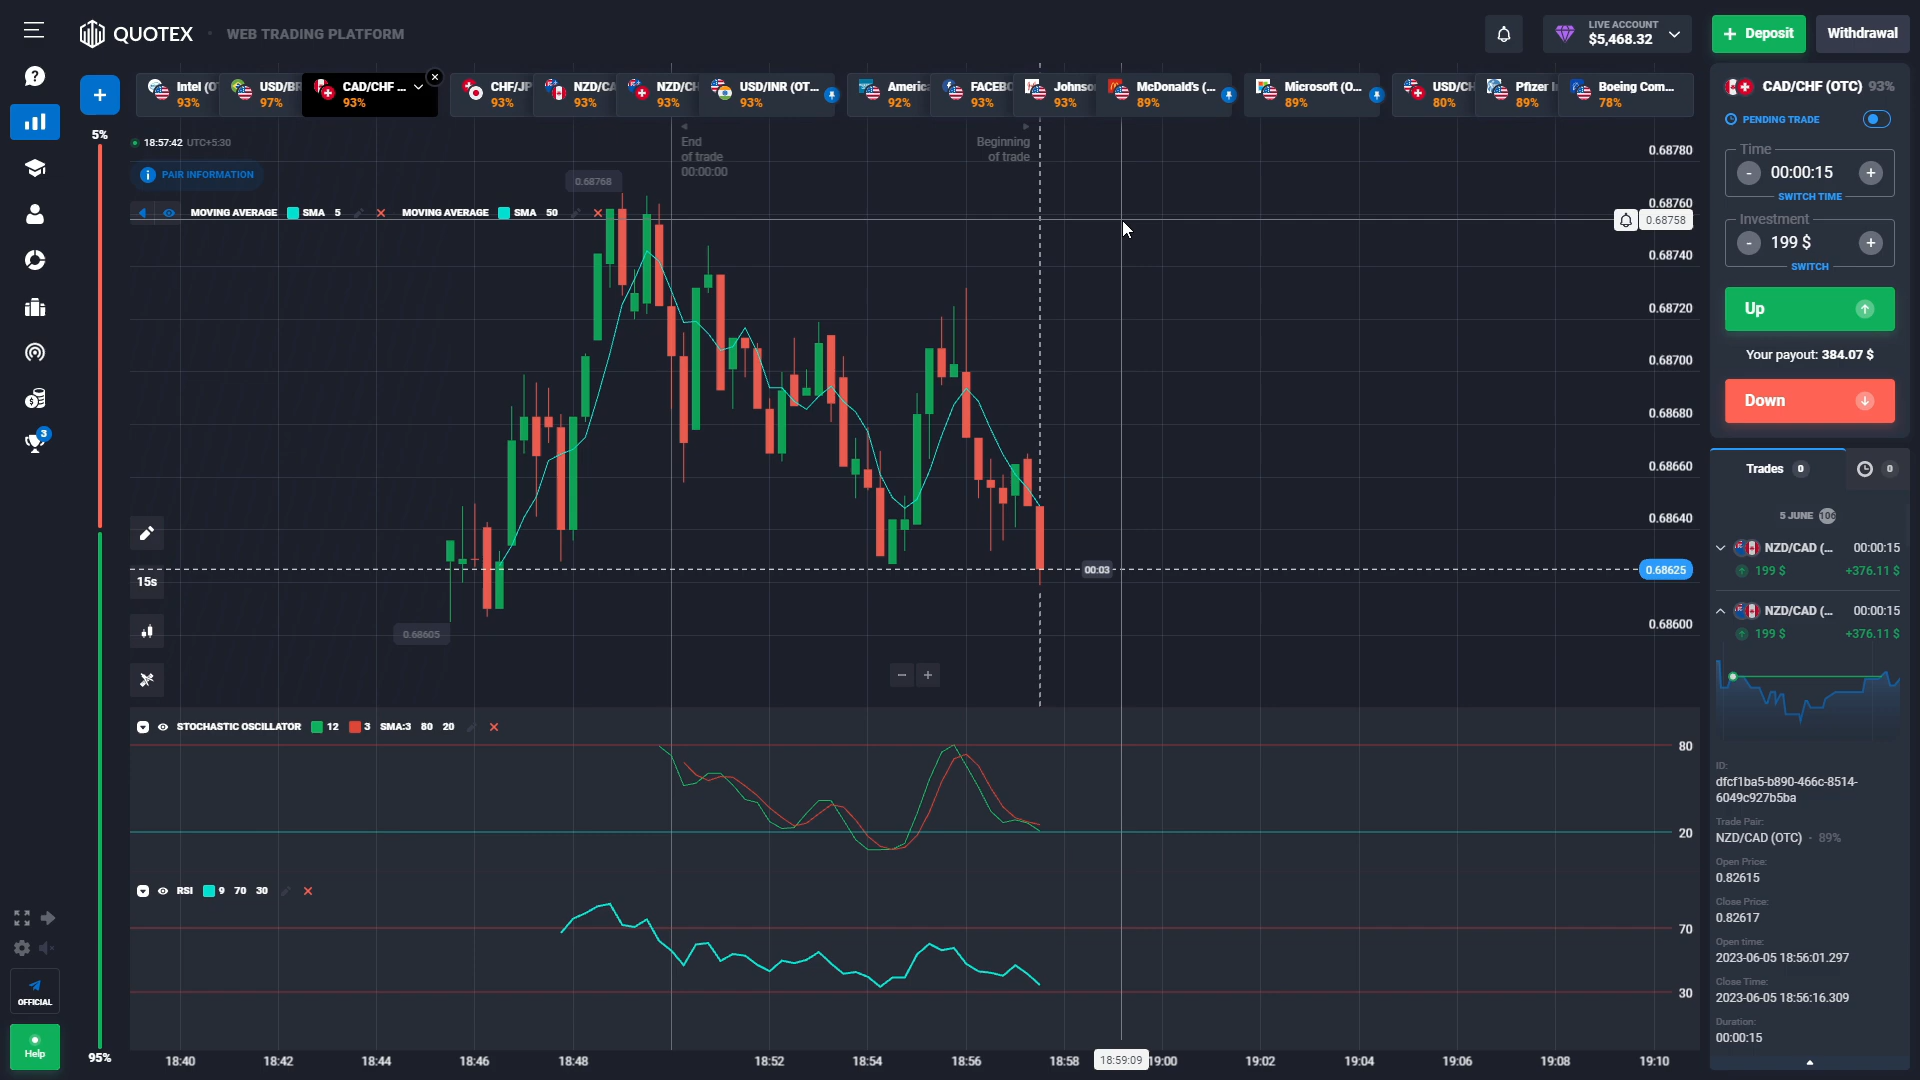 QUOTEX
WEB TRADING PLATFORM
LIVE ACCOUNT
$5,468.32
+ Deposit
Withdrawal
+
Intel (O
93%
USD/BR
97%
CAD/CHF ...
93%
CHF/JP
93%
NZD/CA
93%
NZD/CH
93%
USD/INR (OT...
93%
Americ
92%
FACEBO
93%
Johnso
93%
McDonald's (...
89%
Microsoft (O...
89%
USD/CH
80%
Pfizer I
89%
Boeing Com...
78%
5%
95%
18:57:42 UTC+5:30
PAIR INFORMATION
MOVING AVERAGE SMA 5
MOVING AVERAGE SMA 50
End
of trade
00:00:00
Beginning
of trade
0.68768
0.68605
00:03
15s
0.68780
0.68760
0.68758
0.68740
0.68720
0.68700
0.68680
0.68660
0.68640
0.68625
0.68600
STOCHASTIC OSCILLATOR 12 3 SMA:3 80 20
80
20
RSI 9 70 30
70
30
18:40
18:42
18:44
18:46
18:48
18:52
18:54
18:56
18:58
18:59:09
19:00
19:02
19:04
19:06
19:08
19:10
3
OFFICIAL
Help
CAD/CHF (OTC) 93%
PENDING TRADE
Time
- 00:00:15 +
SWITCH TIME
Investment
- 199 $ +
SWITCH
Up
Your payout: 384.07 $
Down
Trades 0
0
5 JUNE 106
NZD/CAD (... 00:00:15
199 $ +376.11 $
NZD/CAD (... 00:00:15
199 $ +376.11 $
ID:
dfcf1ba5-b890-466c-8514-
6049c927b5ba
Trade Pair:
NZD/CAD (OTC) · 89%
Open Price:
0.82615
Close Price:
0.82617
Open time:
2023-06-05 18:56:01.297
Close Time:
2023-06-05 18:56:16.309
Duration:
00:00:15